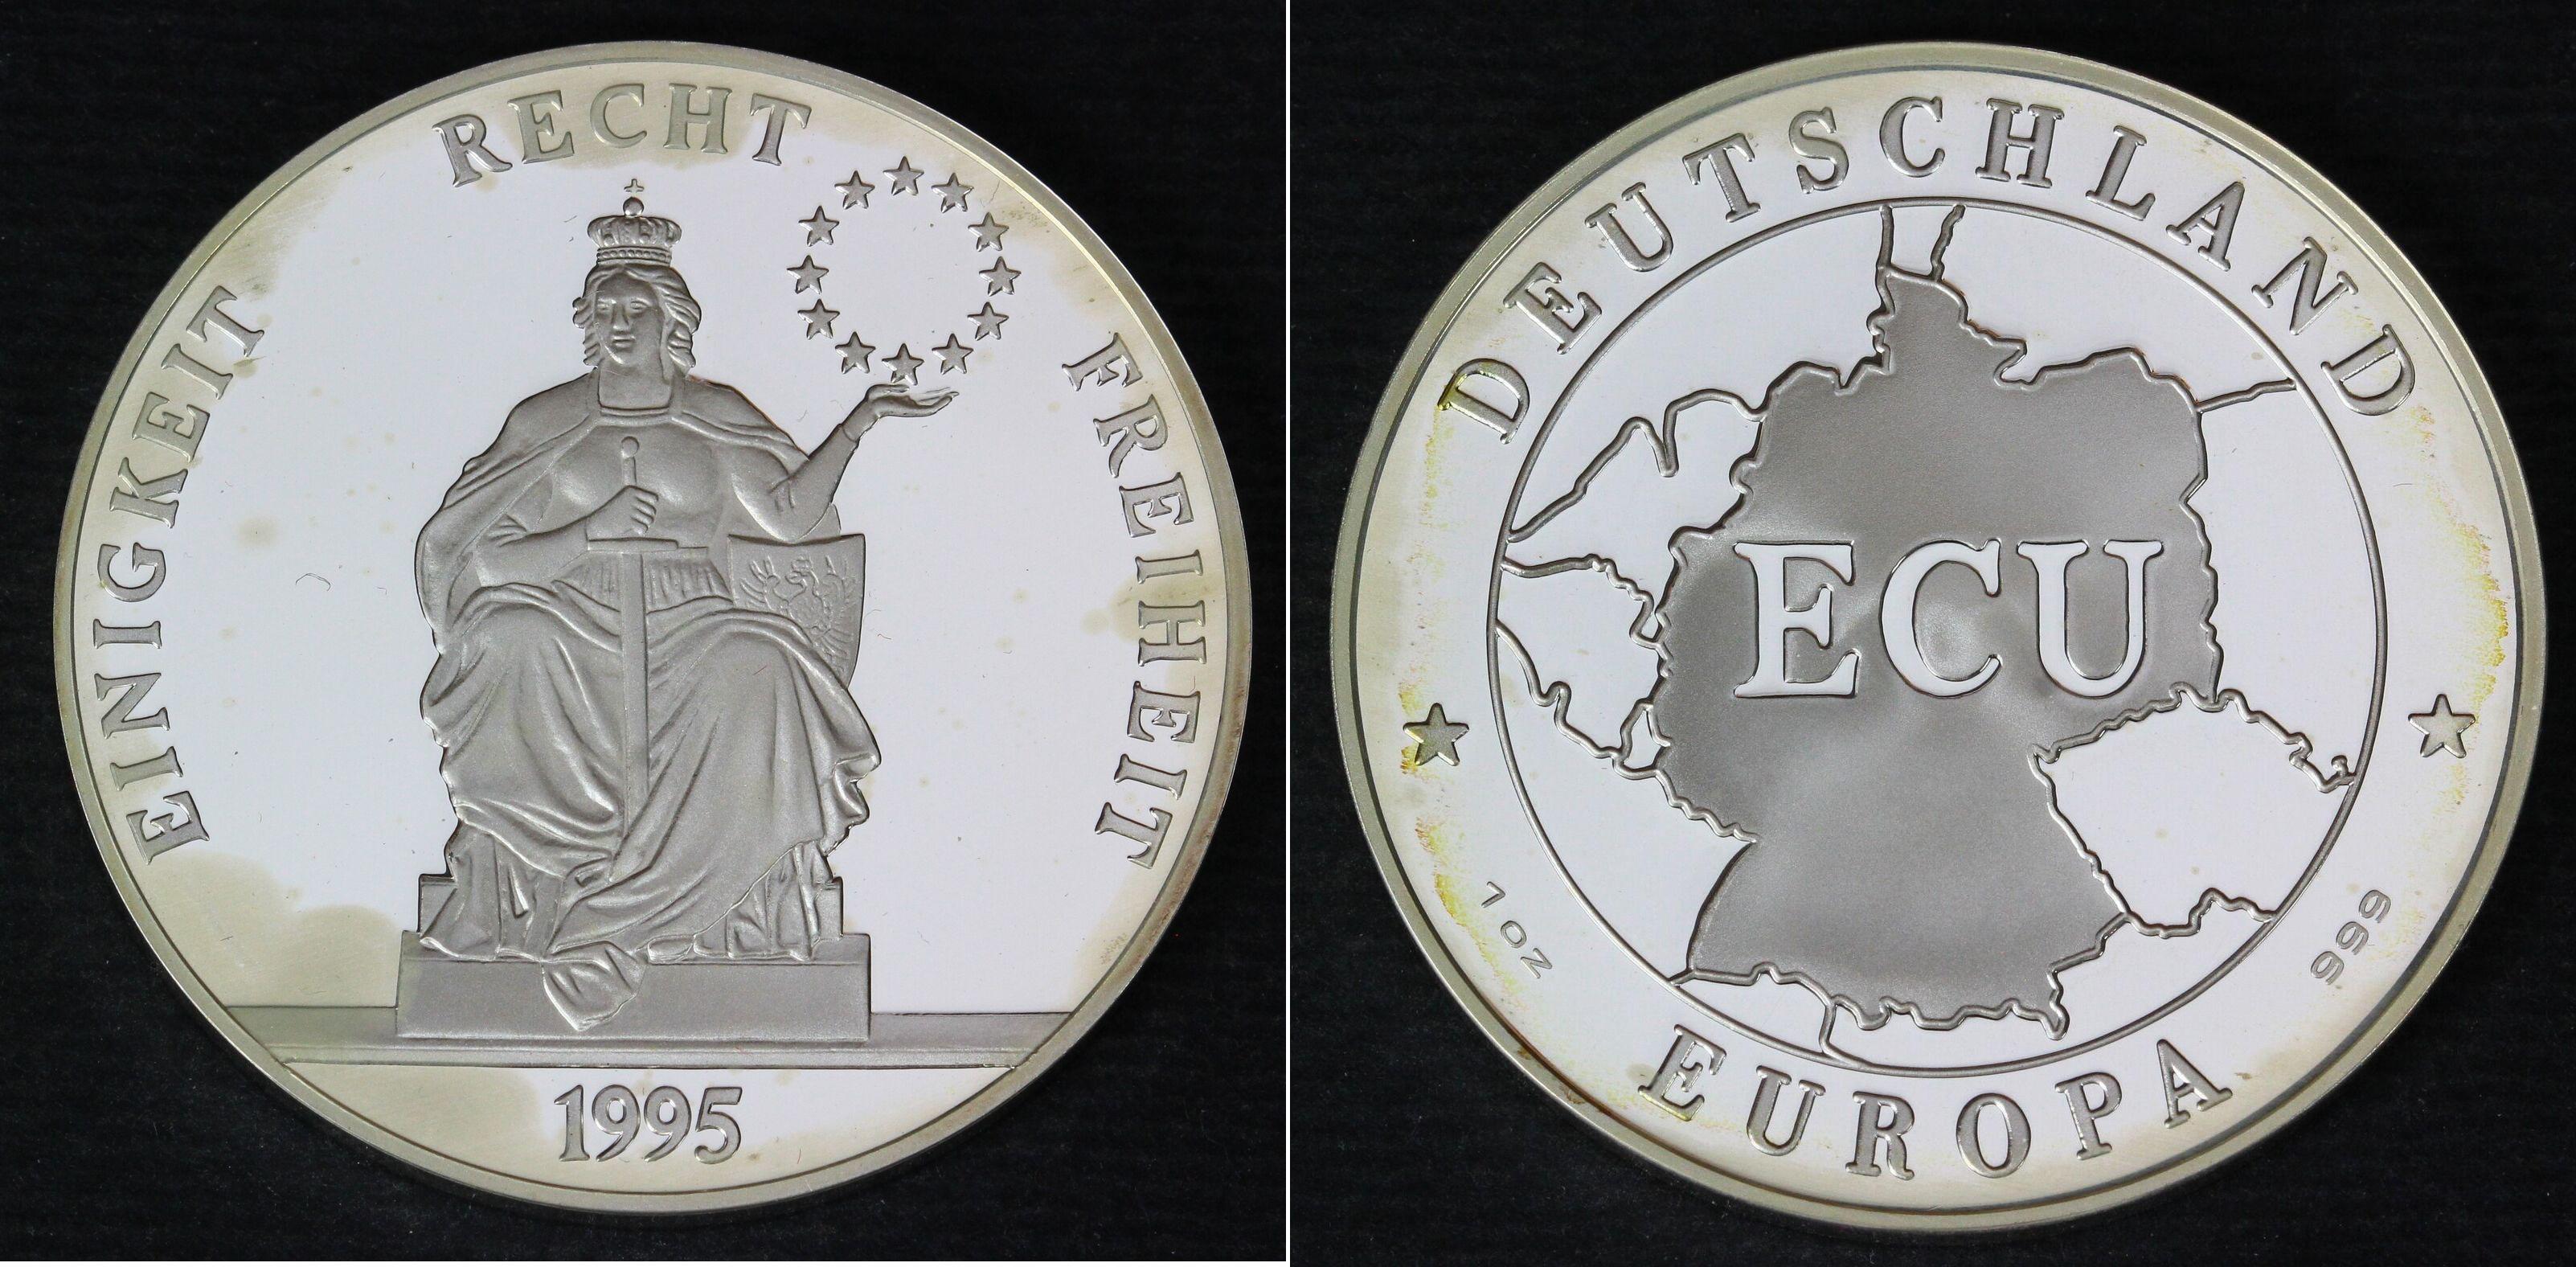 EINIGKEIT
RECHT
FREIHEIT
1995
DEUTSCHLAND
ECU
1 OZ
999
EUROPA